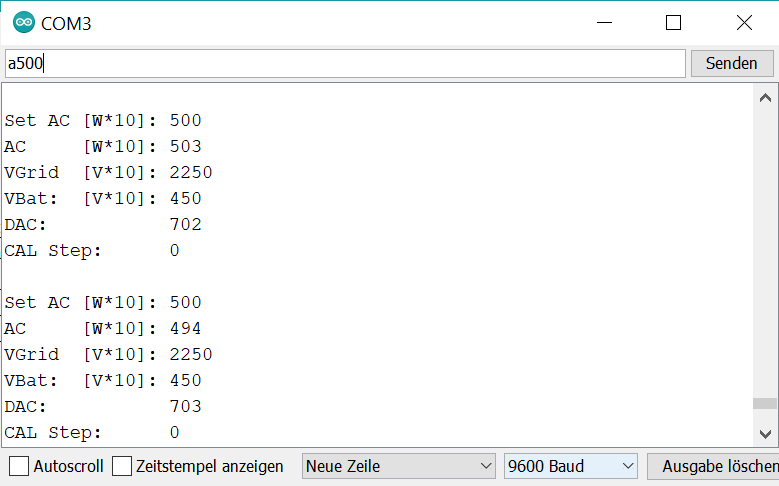 COM3
a500
Senden
Set AC [W*10]: 500
AC     [W*10]: 503
VGrid  [V*10]: 2250
VBat:  [V*10]: 450
DAC:           702
CAL Step:      0
Set AC [W*10]: 500
AC     [W*10]: 494
VGrid  [V*10]: 2250
VBat:  [V*10]: 450
DAC:           703
CAL Step:      0
Autoscroll Zeitstempel anzeigen Neue Zeile 9600 Baud Ausgabe löschen